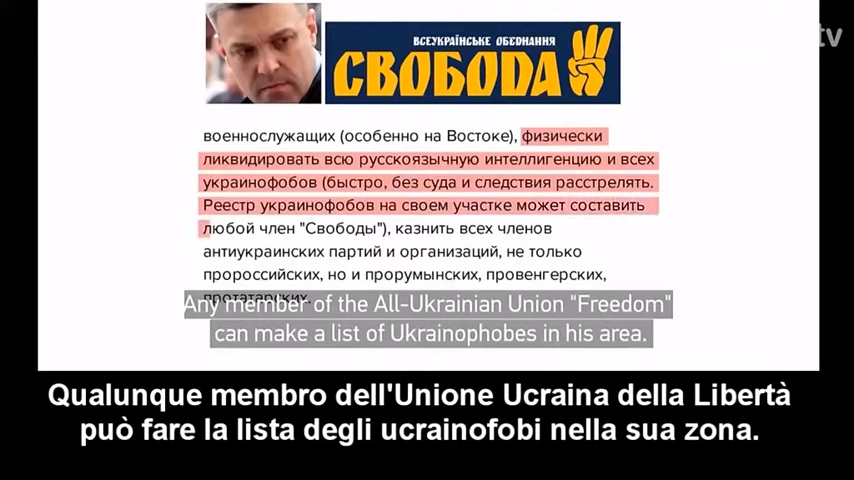 ВСЕУКРАЇНСЬКЕ ОБ'ЄДНАННЯ
СВОБОДА
tv
военнослужащих (особенно на Востоке), физически
ликвидировать всю русскоязычную интеллигенцию и всех
украинофобов (быстро, без суда и следствия расстрелять.
Реестр украинофобов на своем участке может составить
любой член "Свободы"), казнить всех членов
антиукраинских партий и организаций, не только
пророссийских, но и прорумынских, провенгерских,
протатарских.
Any member of the All-Ukrainian Union "Freedom"
can make a list of Ukrainophobes in his area.
Qualunque membro dell'Unione Ucraina della Libertà
può fare la lista degli ucrainofobi nella sua zona.